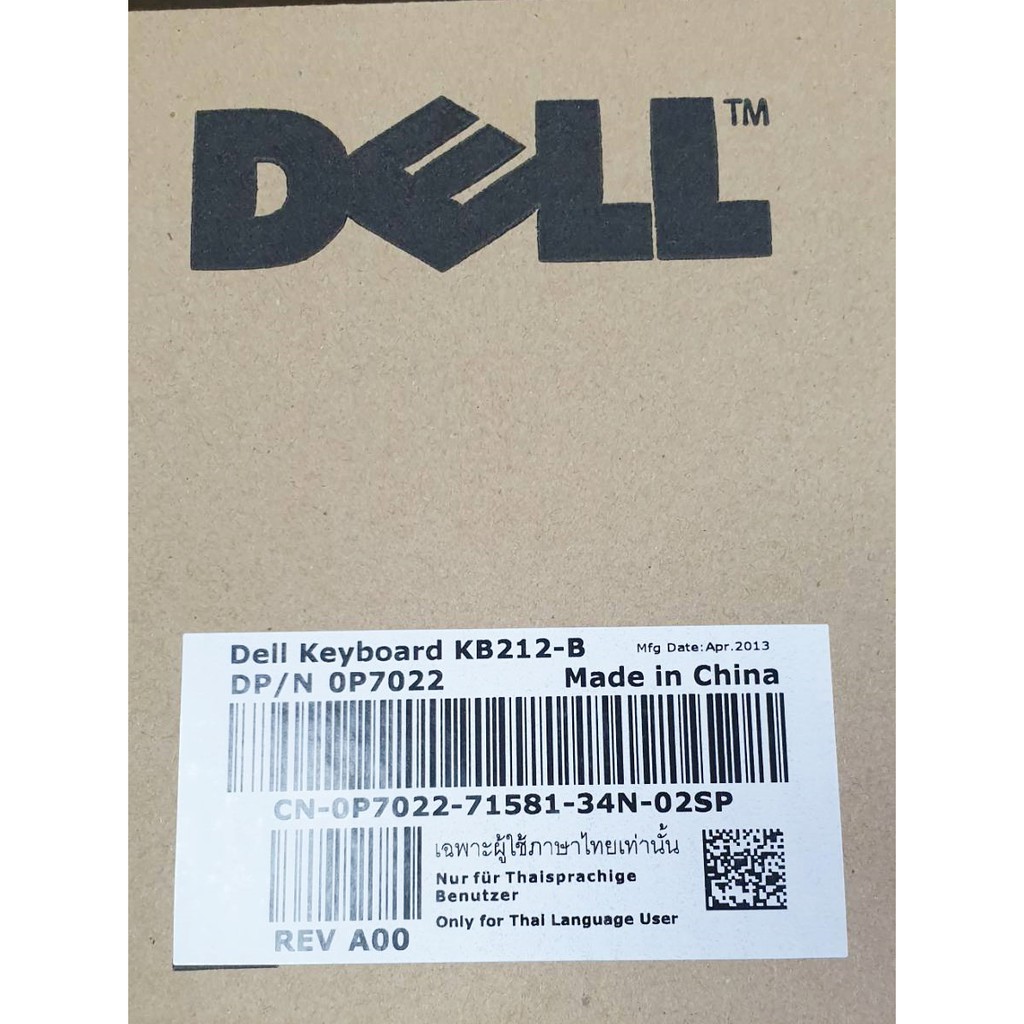 DELL™
Dell Keyboard KB212-B
Mfg Date:Apr.2013
DP/N 0P7022
Made in China
CN-0P7022-71581-34N-02SP
เฉพาะผู้ใช้ภาษาไทยเท่านั้น
Nur für Thaisprachige
Benutzer
Only for Thai Language User
REV A00